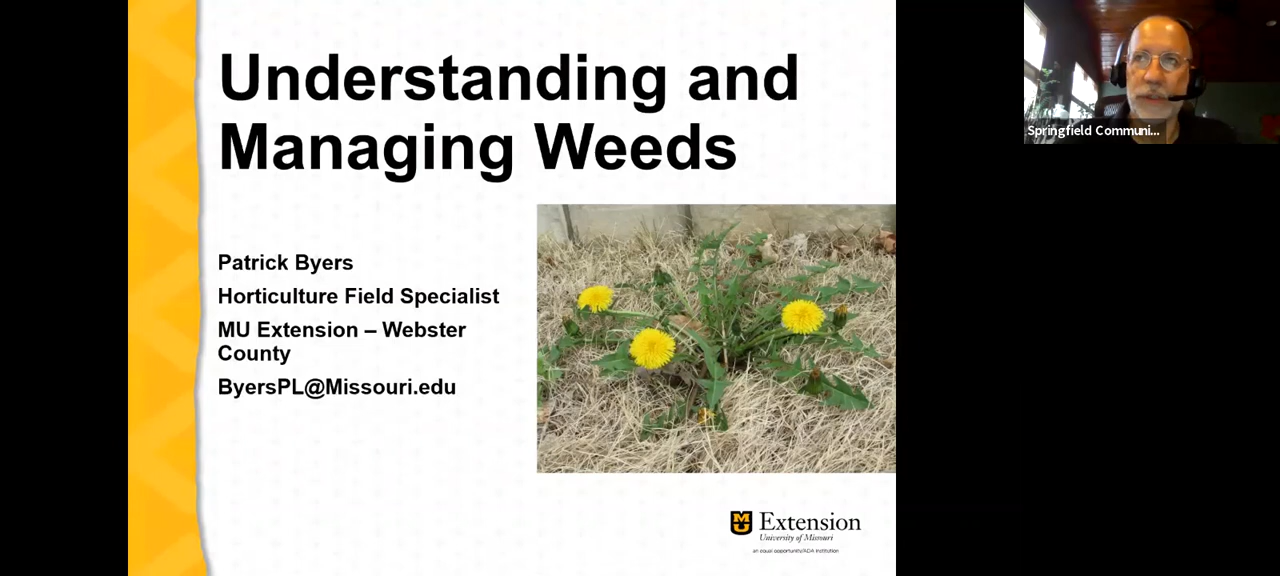 Understanding and
Managing Weeds
Patrick Byers
Horticulture Field Specialist
MU Extension – Webster
County
ByersPL@Missouri.edu
Springfield Communi...
Extension
University of Missouri
an equal opportunity/ADA institution